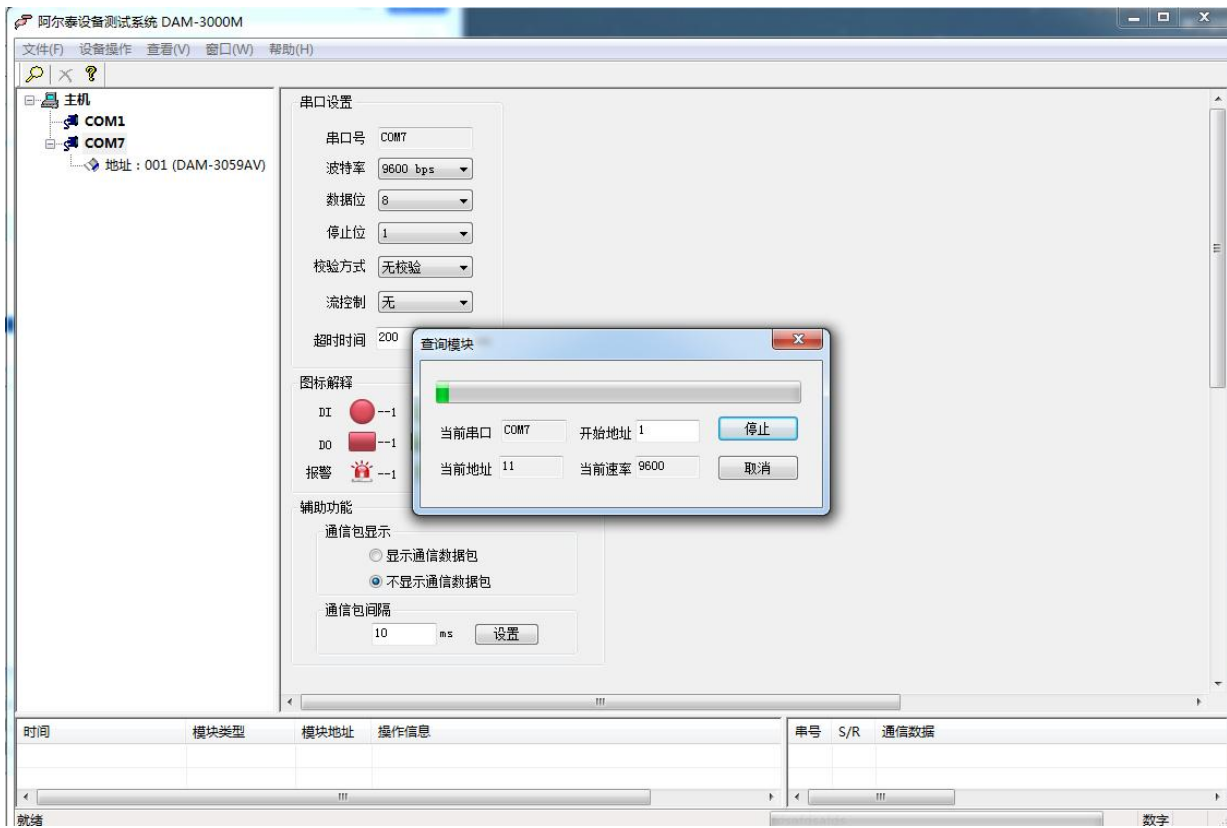 阿尔泰设备测试系统 DAM-3000M
文件(F) 设备操作 查看(V) 窗口(W) 帮助(H)
主机
COM1
COM7
地址：001 (DAM-3059AV)
串口设置
串口号 COM7
波特率 9600 bps
数据位 8
停止位 1
校验方式 无校验
流控制 无
超时时间 200
图标解释
DI --1
DO --1
报警 --1
查询模块
当前串口 COM7 开始地址 1 停止
当前地址 11 当前速率 9600 取消
辅助功能
通信包显示
显示通信数据包
不显示通信数据包
通信包间隔
10 ms 设置
时间 模块类型 模块地址 操作信息
串号 S/R 通信数据
就绪 数字